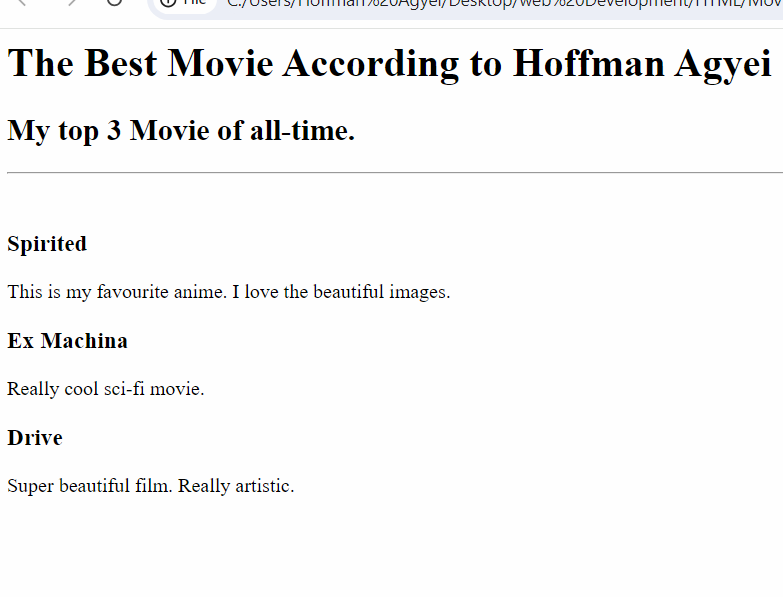 File C:/Users/Hoffman%20Agyei/Desktop/web%20Development/HTML/Mov
The Best Movie According to Hoffman Agyei
My top 3 Movie of all-time.
Spirited
This is my favourite anime. I love the beautiful images.
Ex Machina
Really cool sci-fi movie.
Drive
Super beautiful film. Really artistic.